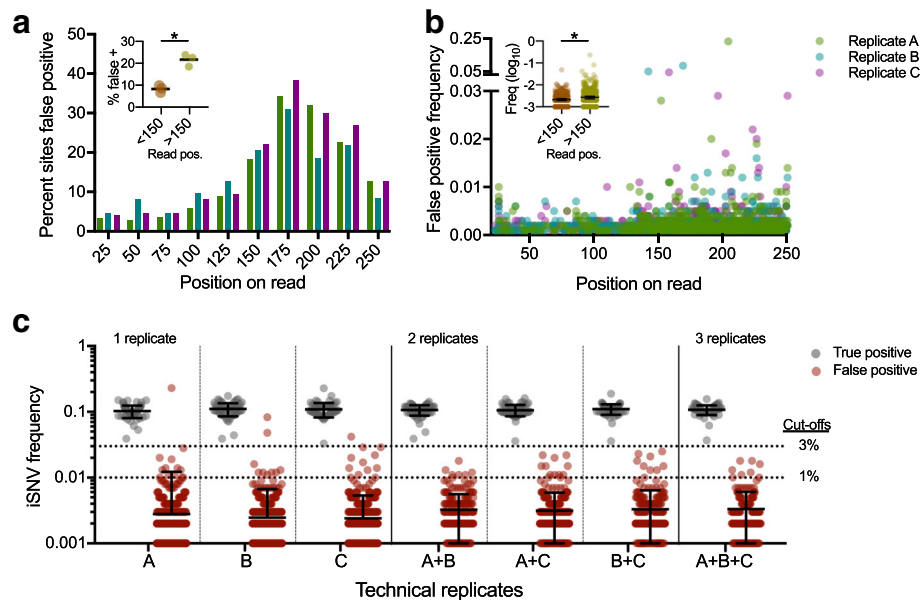 a
Percent sites false positive
50
40
30
20
10
0
% false +
30
20
10
0
*
<150
>150
Read pos.
25
50
75
100
125
150
175
200
225
250
Position on read
b
False positive frequency
0.25
0.05
0.03
0.02
0.01
0.00
Freq (log10)
0
-1
-2
-3
*
<150
>150
Read pos.
50
100
150
200
250
Position on read
Replicate A
Replicate B
Replicate C
c
1 replicate
2 replicates
3 replicates
iSNV frequency
1
0.1
0.01
0.001
True positive
False positive
Cut-offs
3%
1%
A
B
C
A+B
A+C
B+C
A+B+C
Technical replicates